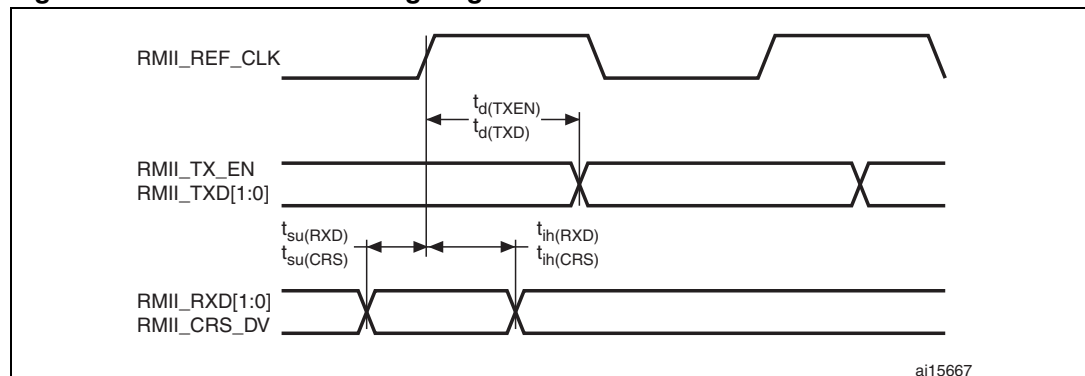 RMII_REF_CLK
td(TXEN)
td(TXD)
RMII_TX_EN
RMII_TXD[1:0]
tsu(RXD)
tsu(CRS)
tih(RXD)
tih(CRS)
RMII_RXD[1:0]
RMII_CRS_DV
ai15667